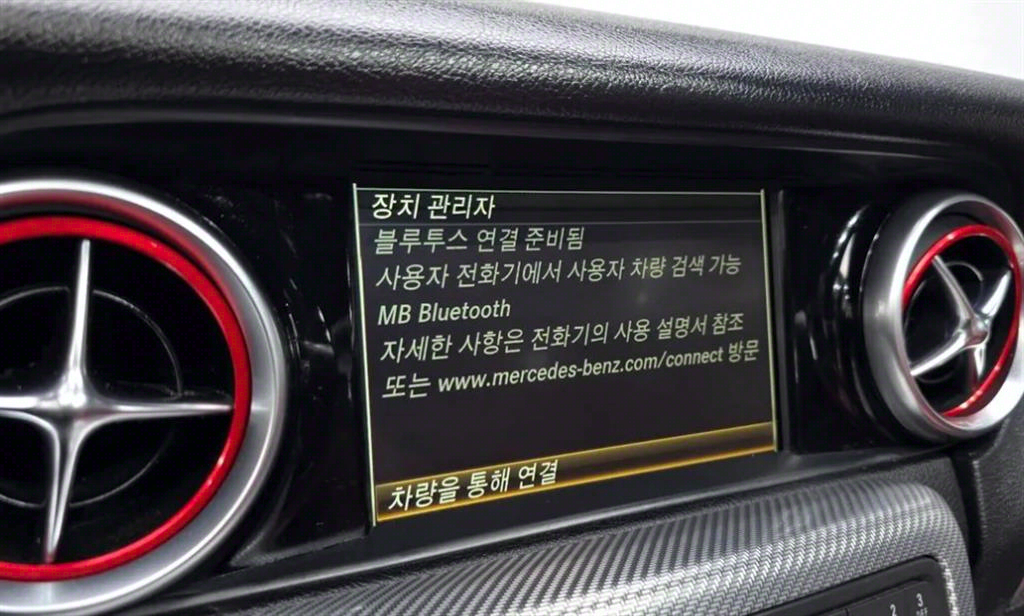 장치 관리자
블루투스 연결 준비됨
사용자 전화기에서 사용자 차량 검색 가능
MB Bluetooth
자세한 사항은 전화기의 사용 설명서 참조
또는 www.mercedes-benz.com/connect 방문
차량을 통해 연결
2 3